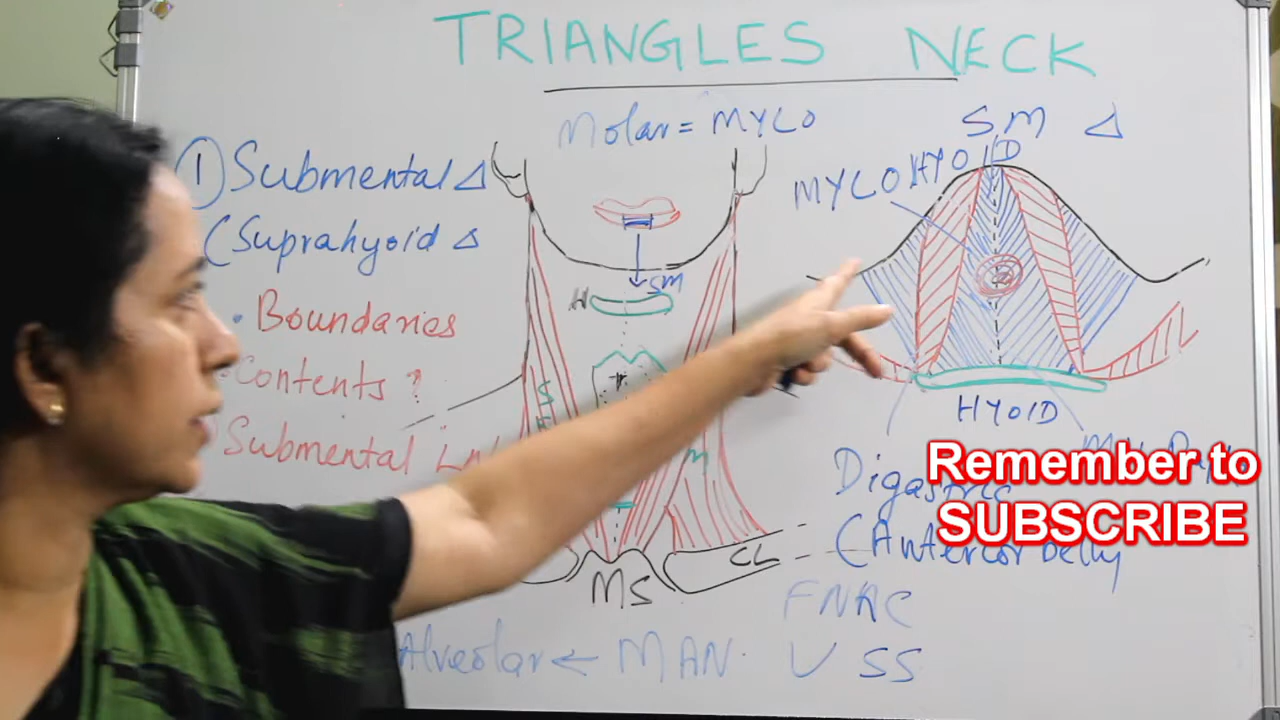 TRIANGLES NECK
Molar = MYLO
SM Δ
① Submental Δ
(Suprahyoid Δ
MYLOHYOID
H
SM
• Boundaries
• Contents ?
Submental
HYOID
Digastric
(Anterior belly
Remember to
SUBSCRIBE
CL
MS
FNAC
Alveolar ← MAN. U SS